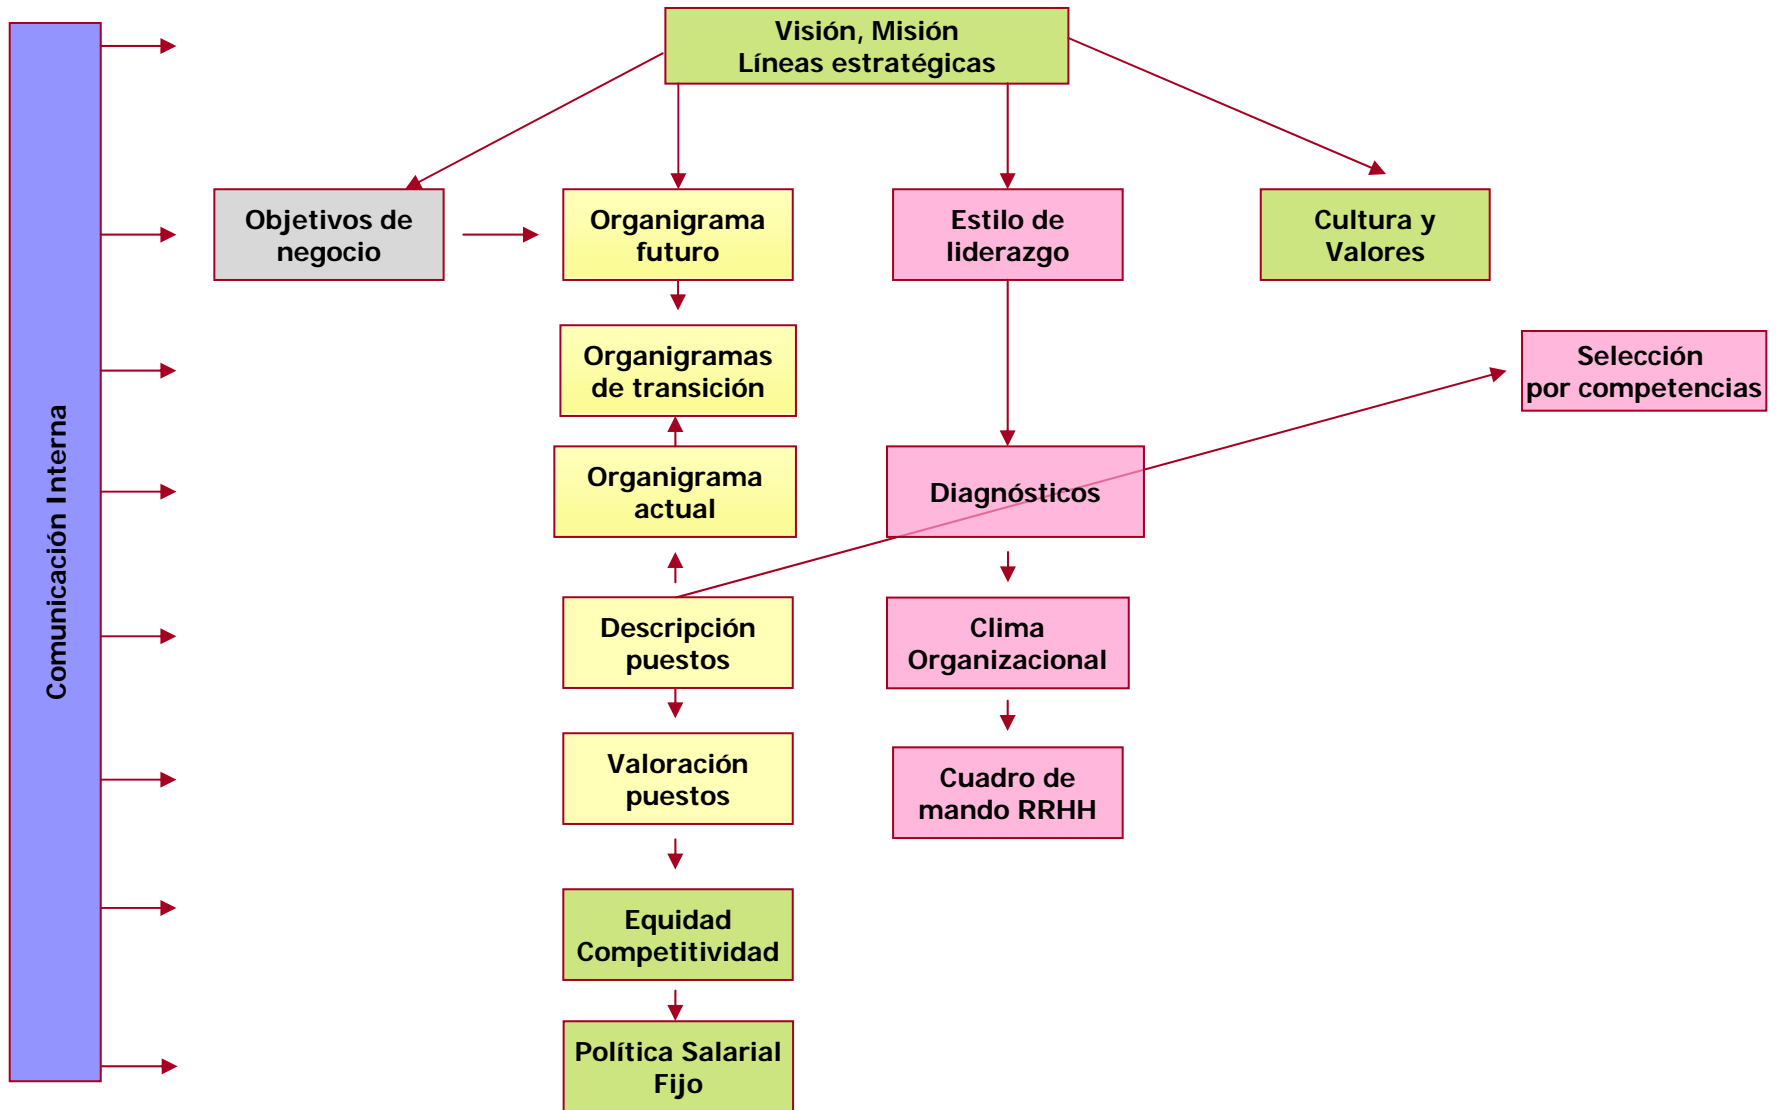 Visión, Misión
Líneas estratégicas
Comunicación Interna
Objetivos de
negocio
Organigrama
futuro
Estilo de
liderazgo
Cultura y
Valores
Organigramas
de transición
Selección
por competencias
Organigrama
actual
Diagnósticos
Descripción
puestos
Clima
Organizacional
Valoración
puestos
Cuadro de
mando RRHH
Equidad
Competitividad
Política Salarial
Fijo